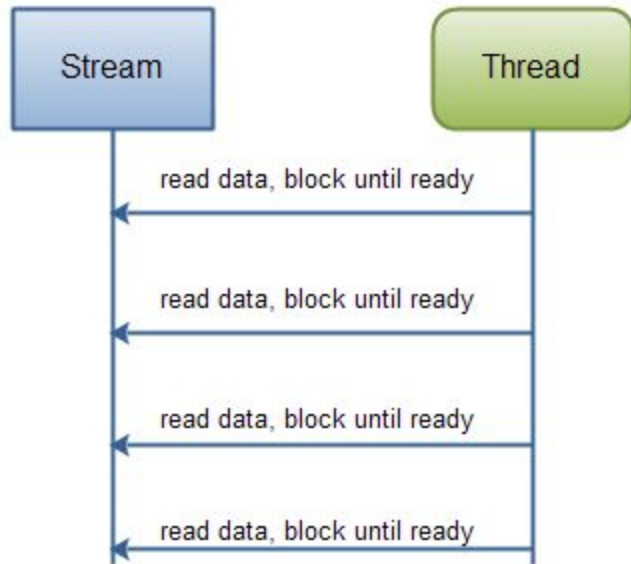 Stream
Thread
read data, block until ready
read data, block until ready
read data, block until ready
read data, block until ready